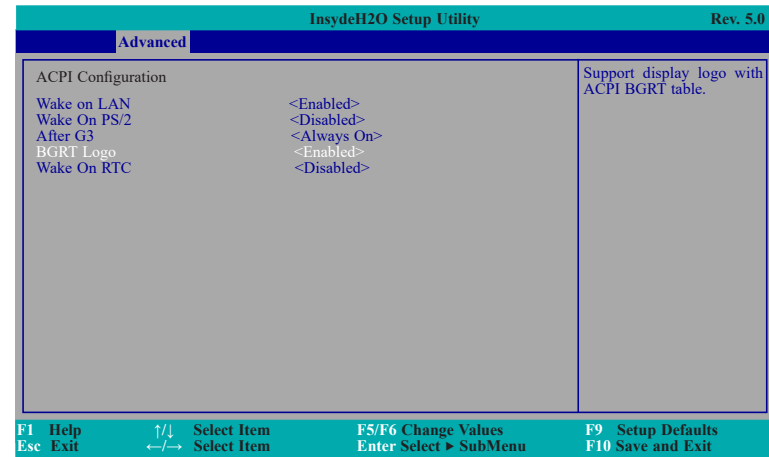 InsydeH2O Setup Utility Rev. 5.0
Advanced
ACPI Configuration
Wake on LAN <Enabled>
Wake On PS/2 <Disabled>
After G3 <Always On>
BGRT Logo <Enabled>
Wake On RTC <Disabled>
Support display logo with
ACPI BGRT table.
F1 Help ↑/↓ Select Item F5/F6 Change Values F9 Setup Defaults
Esc Exit ←/→ Select Item Enter Select ► SubMenu F10 Save and Exit